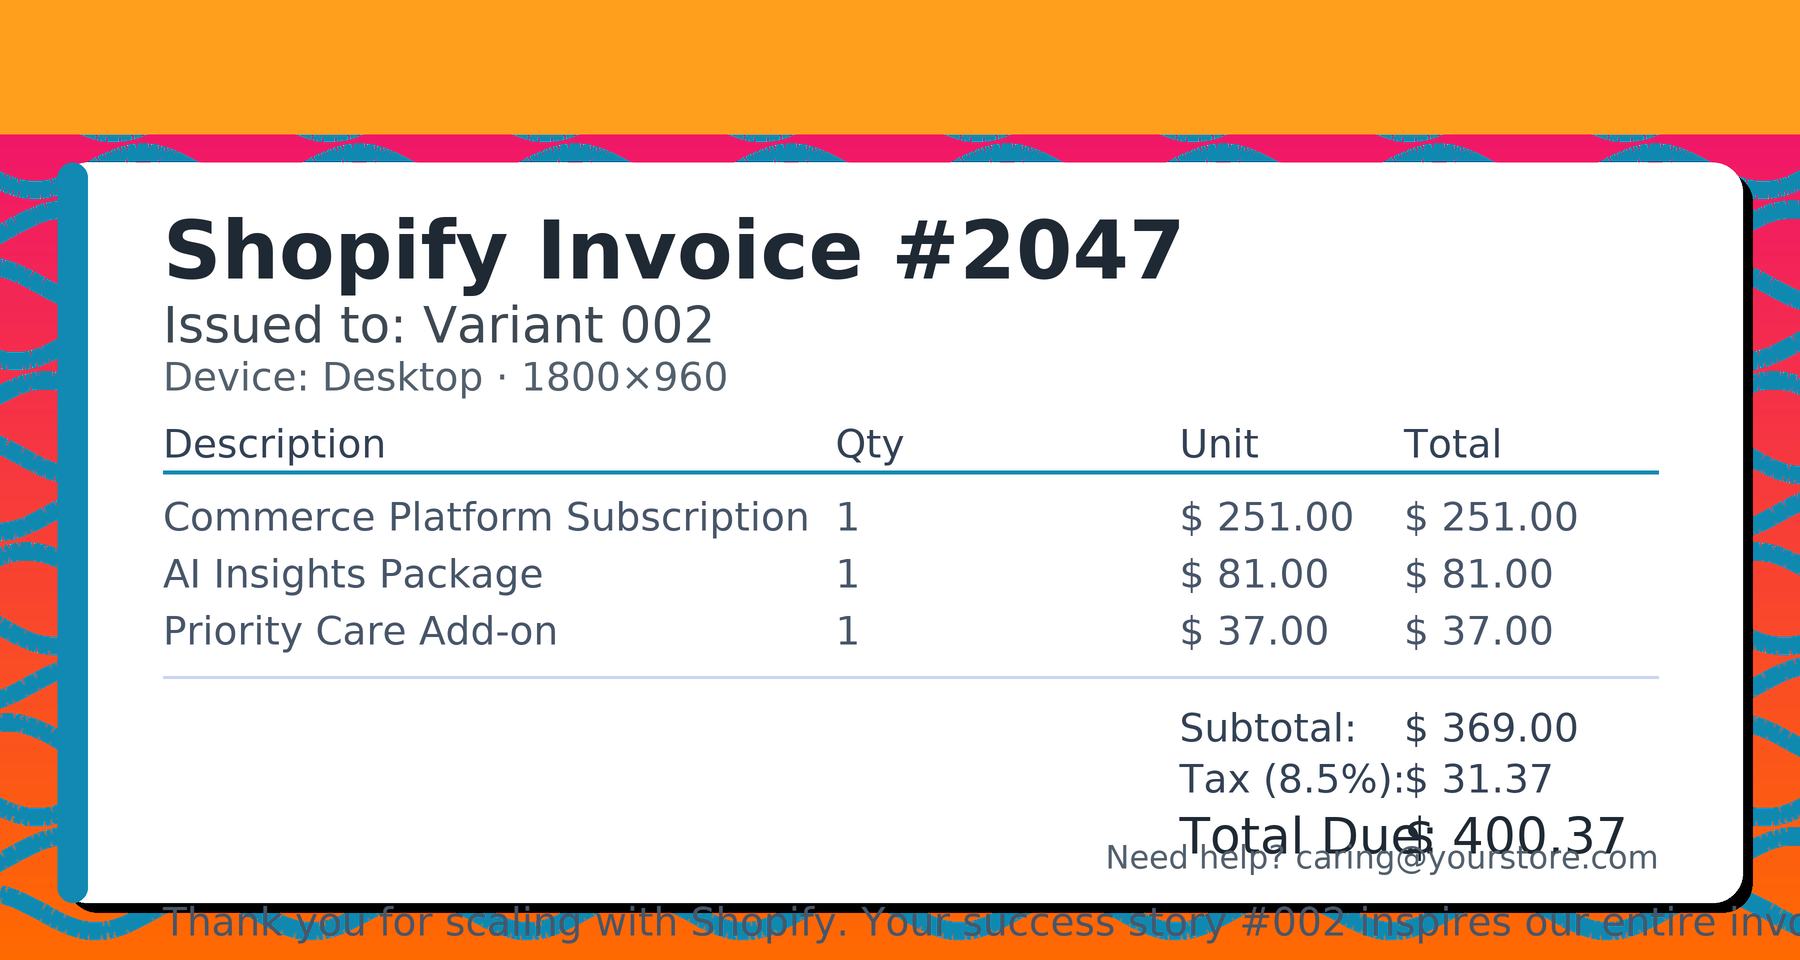 Shopify Invoice #2047
Issued to: Variant 002
Device: Desktop · 1800×960
Description Qty Unit Total
Commerce Platform Subscription 1 $ 251.00 $ 251.00
AI Insights Package 1 $ 81.00 $ 81.00
Priority Care Add-on 1 $ 37.00 $ 37.00
Subtotal: $ 369.00
Tax (8.5%): $ 31.37
Total Due: $ 400.37
Need help? caring@yourstore.com
Thank you for scaling with Shopify. Your success story #002 inspires our entire